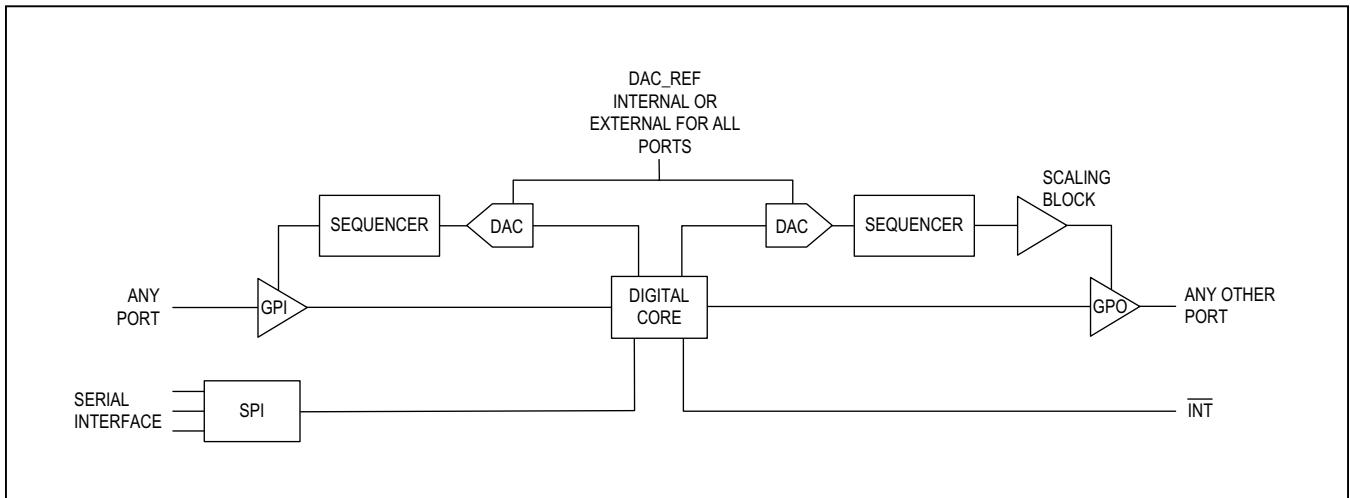 DAC_REF
INTERNAL OR
EXTERNAL FOR ALL
PORTS
SCALING
BLOCK
SEQUENCER
DAC
DAC
SEQUENCER
ANY
PORT
GPI
DIGITAL
CORE
GPO
ANY OTHER
PORT
SERIAL
INTERFACE
SPI
INT